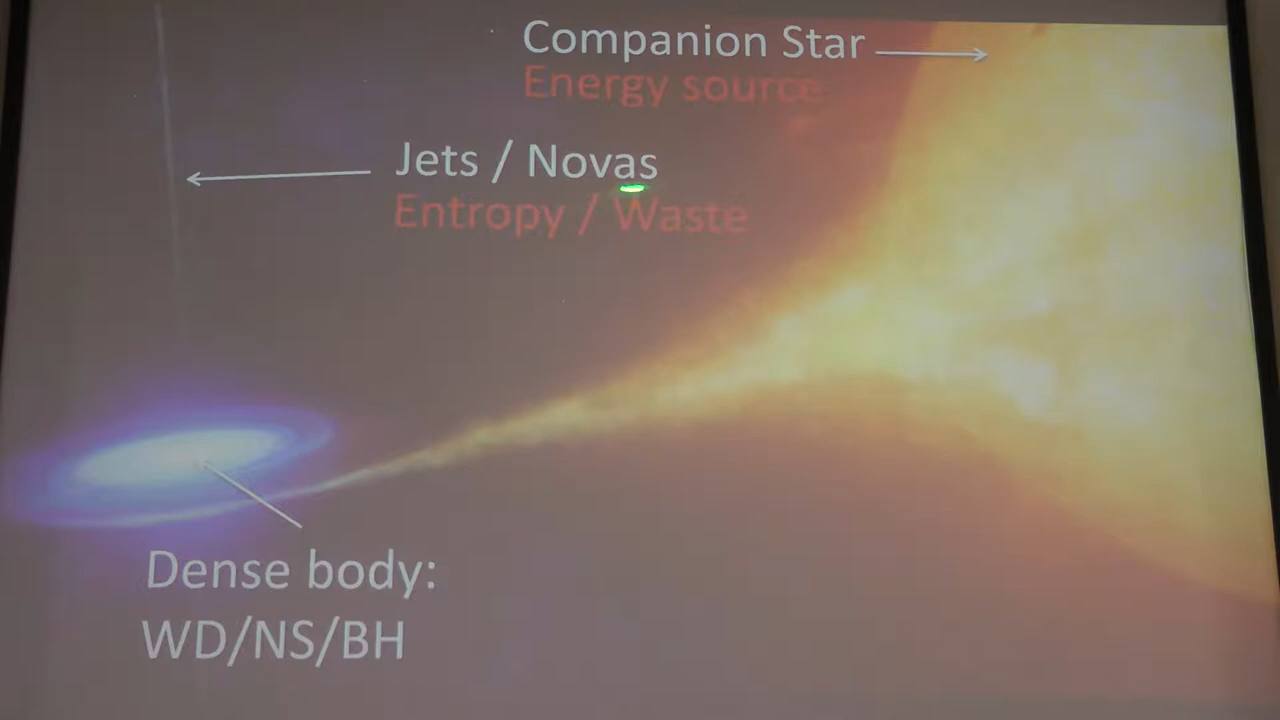 Companion Star
Energy source
Jets / Novas
Entropy / Waste
Dense body:
WD/NS/BH